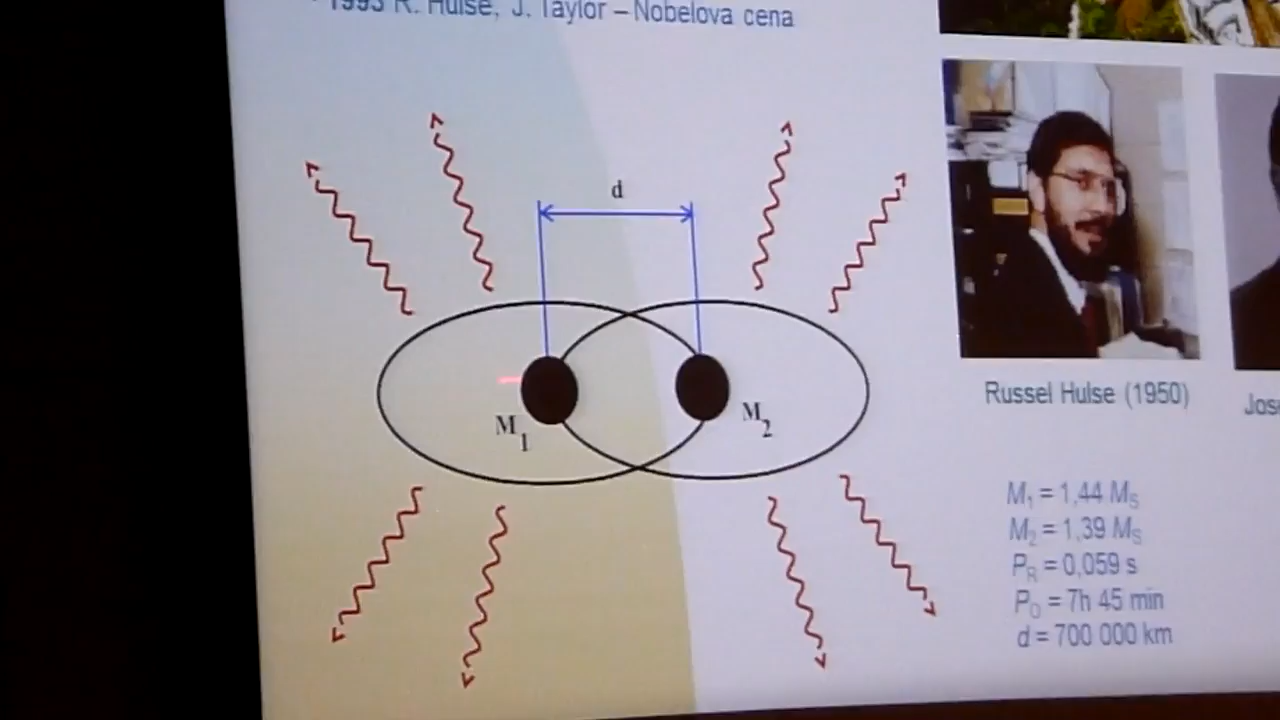 1993 R. Hulse, J. Taylor – Nobelova cena
d
M1
M2
Russel Hulse (1950)
M1 = 1,44 MS
M2 = 1,39 MS
PR = 0,059 s
PO = 7h 45 min
d = 700 000 km